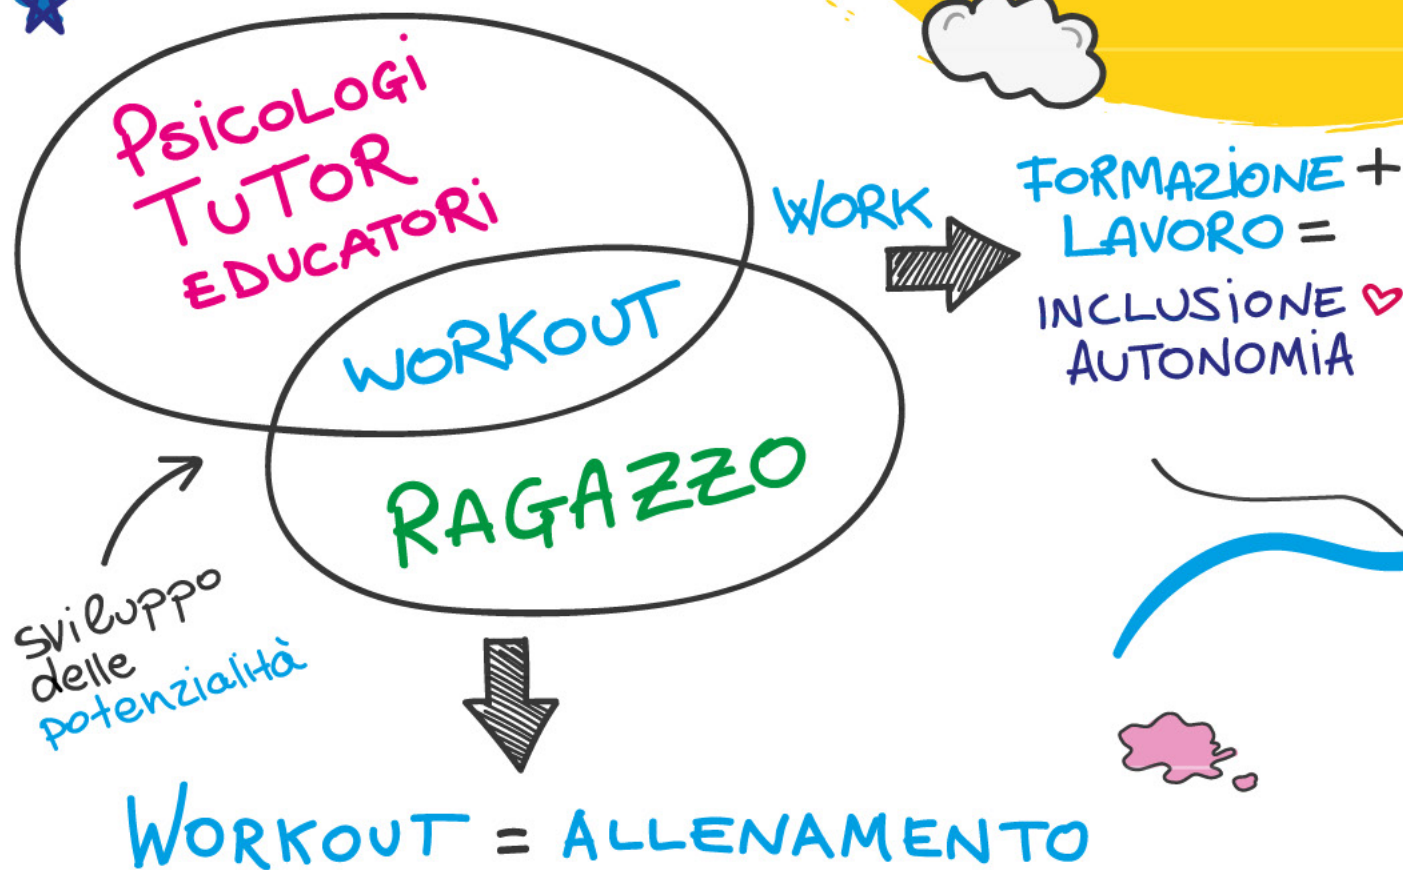 PSiCOLOGi
TUTOR
EDUCATORi
WORKOUT
RAGAZZO
WORK
FORMAZiONE +
LAVORO =
INCLUSiONE
AUTONOMiA
sviluppo
delle
potenzialità
WORKOUT = ALLENAMENTO